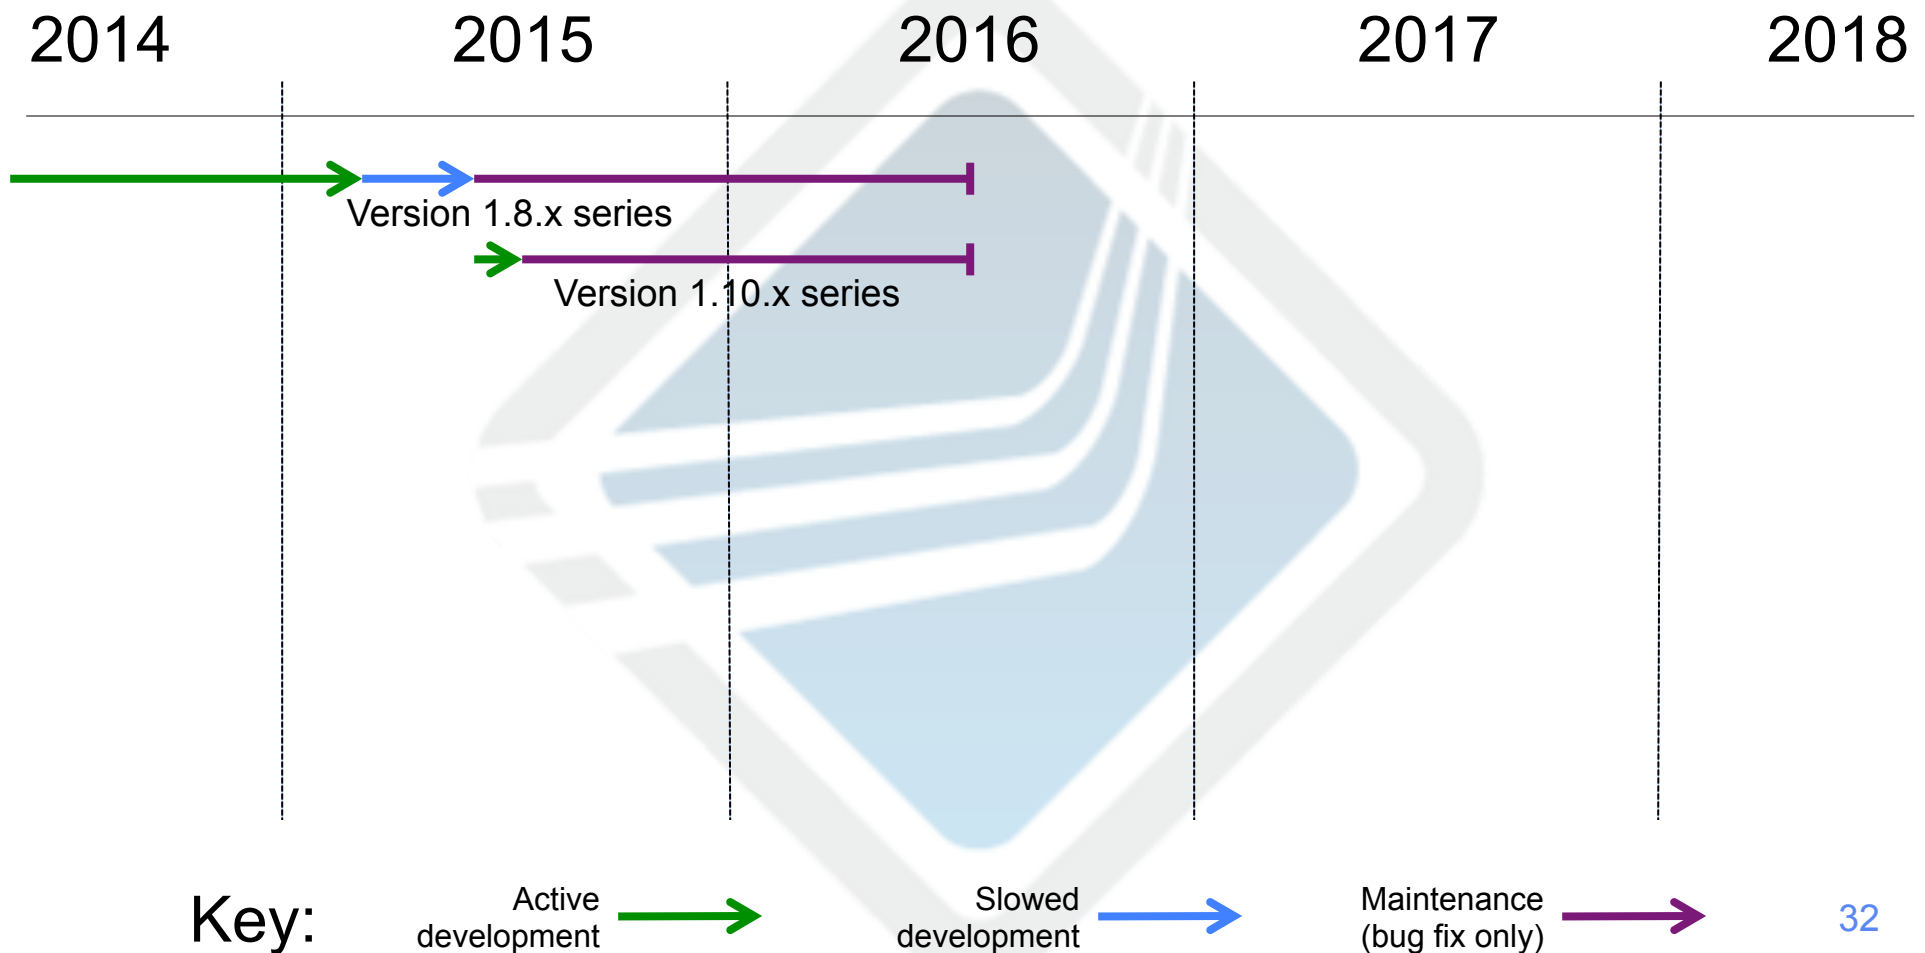 2014 2015 2016 2017 2018
Version 1.8.x series
Version 1.10.x series
Key:
Active
development
Slowed
development
Maintenance
(bug fix only)
32